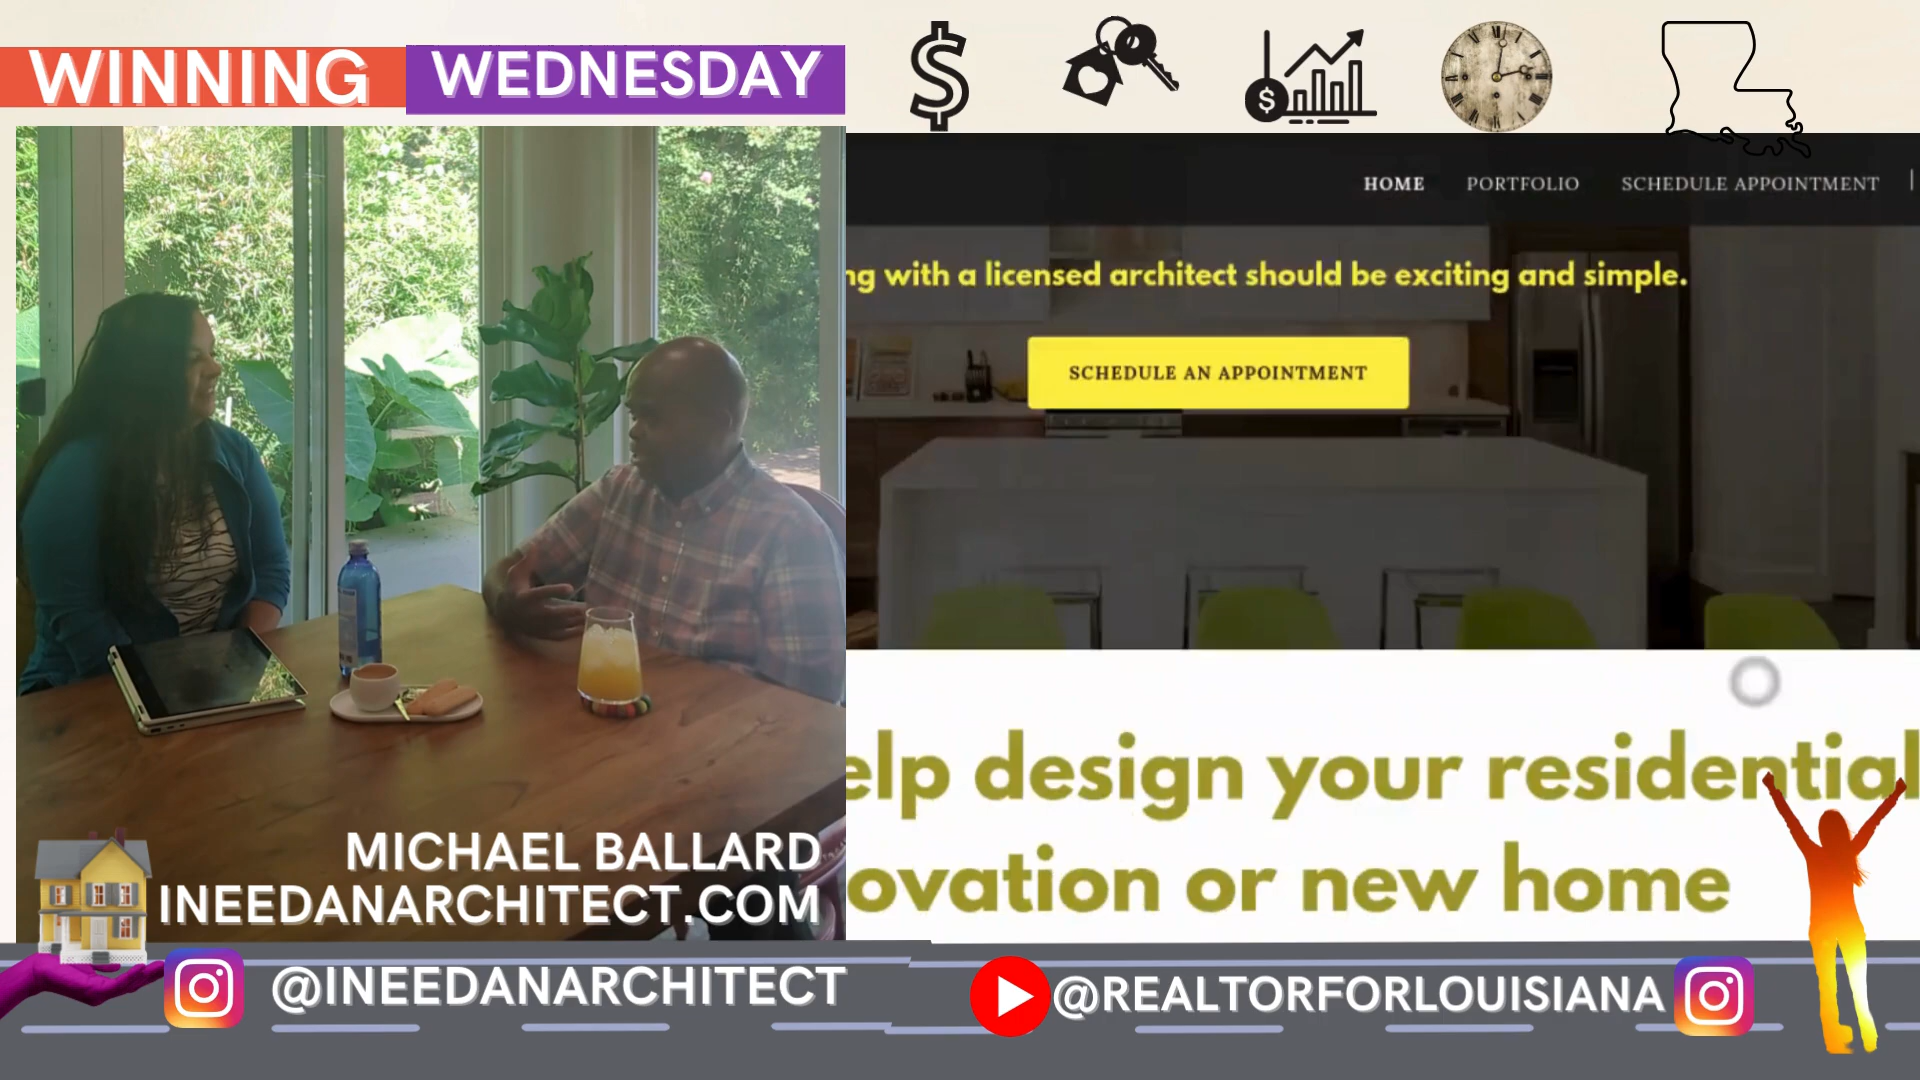 WINNING WEDNESDAY
$
$
HOME PORTFOLIO SCHEDULE APPOINTMENT
ng with a licensed architect should be exciting and simple.
SCHEDULE AN APPOINTMENT
elp design your residential
ovation or new home
MICHAEL BALLARD
INEEDANARCHITECT.COM
@INEEDANARCHITECT
@REALTORFORLOUISIANA